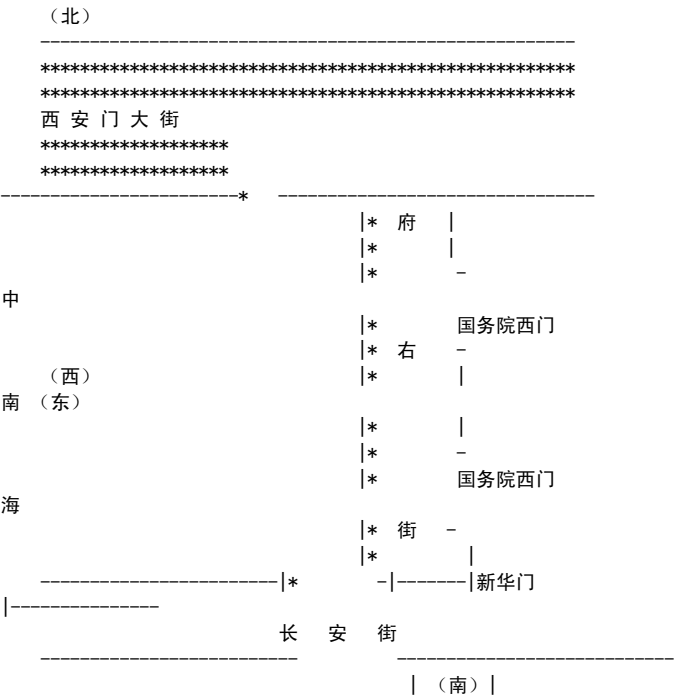 （北）
------------------------------------------------------
******************************************************
******************************************************
西 安 门 大 街
*******************
*******************
------------------------* --------------------------------
|* 府 |
|* |
|* -
中
|* 国务院西门
|* 右 -
（西） |* |
南 （东）
|* |
|* -
|* 国务院西门
海
|* 街 -
|* |
------------------------|* -|-------|新华门
|---------------
长 安 街
-------------------------- ----------------------------
| （南）|